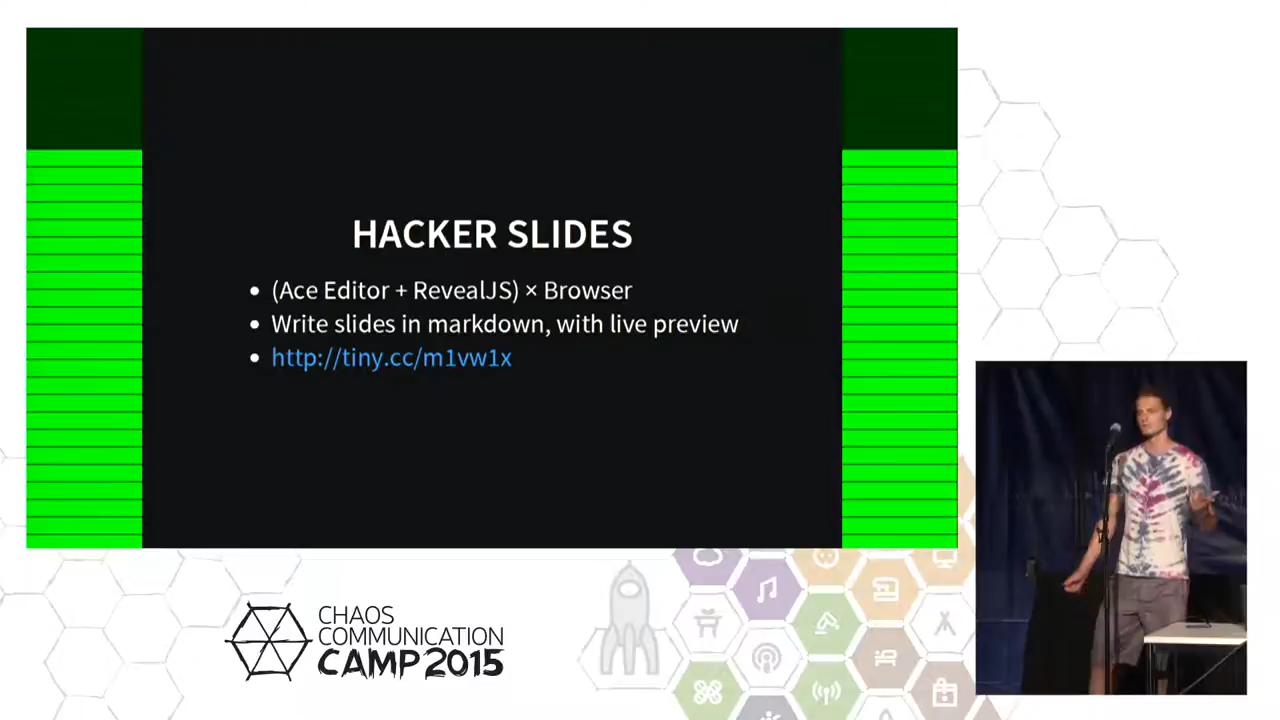 HACKER SLIDES
(Ace Editor + RevealJS) × Browser
Write slides in markdown, with live preview
http://tiny.cc/m1vw1x
CHAOS
COMMUNICATION
CAMP 2015